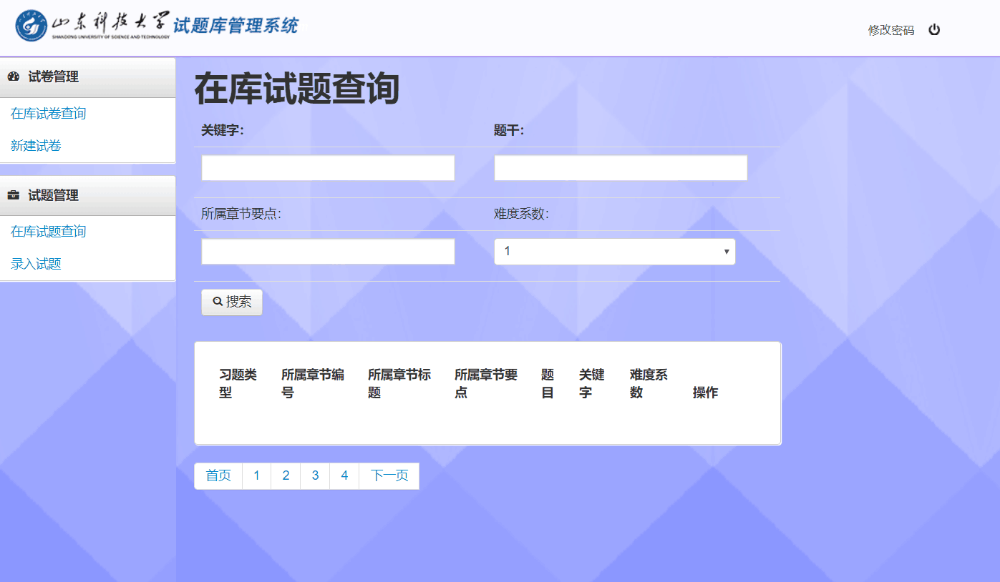 山东科技大学
SHANDONG UNIVERSITY OF SCIENCE AND TECHNOLOGY
试题库管理系统
修改密码
试卷管理
在库试卷查询
新建试卷
试题管理
在库试题查询
录入试题
在库试题查询
关键字: 题干:
所属章节要点: 难度系数:
1
搜索
习题类型 所属章节编号 所属章节标题 所属章节要点 题目 关键字 难度系数 操作
首页 1 2 3 4 下一页